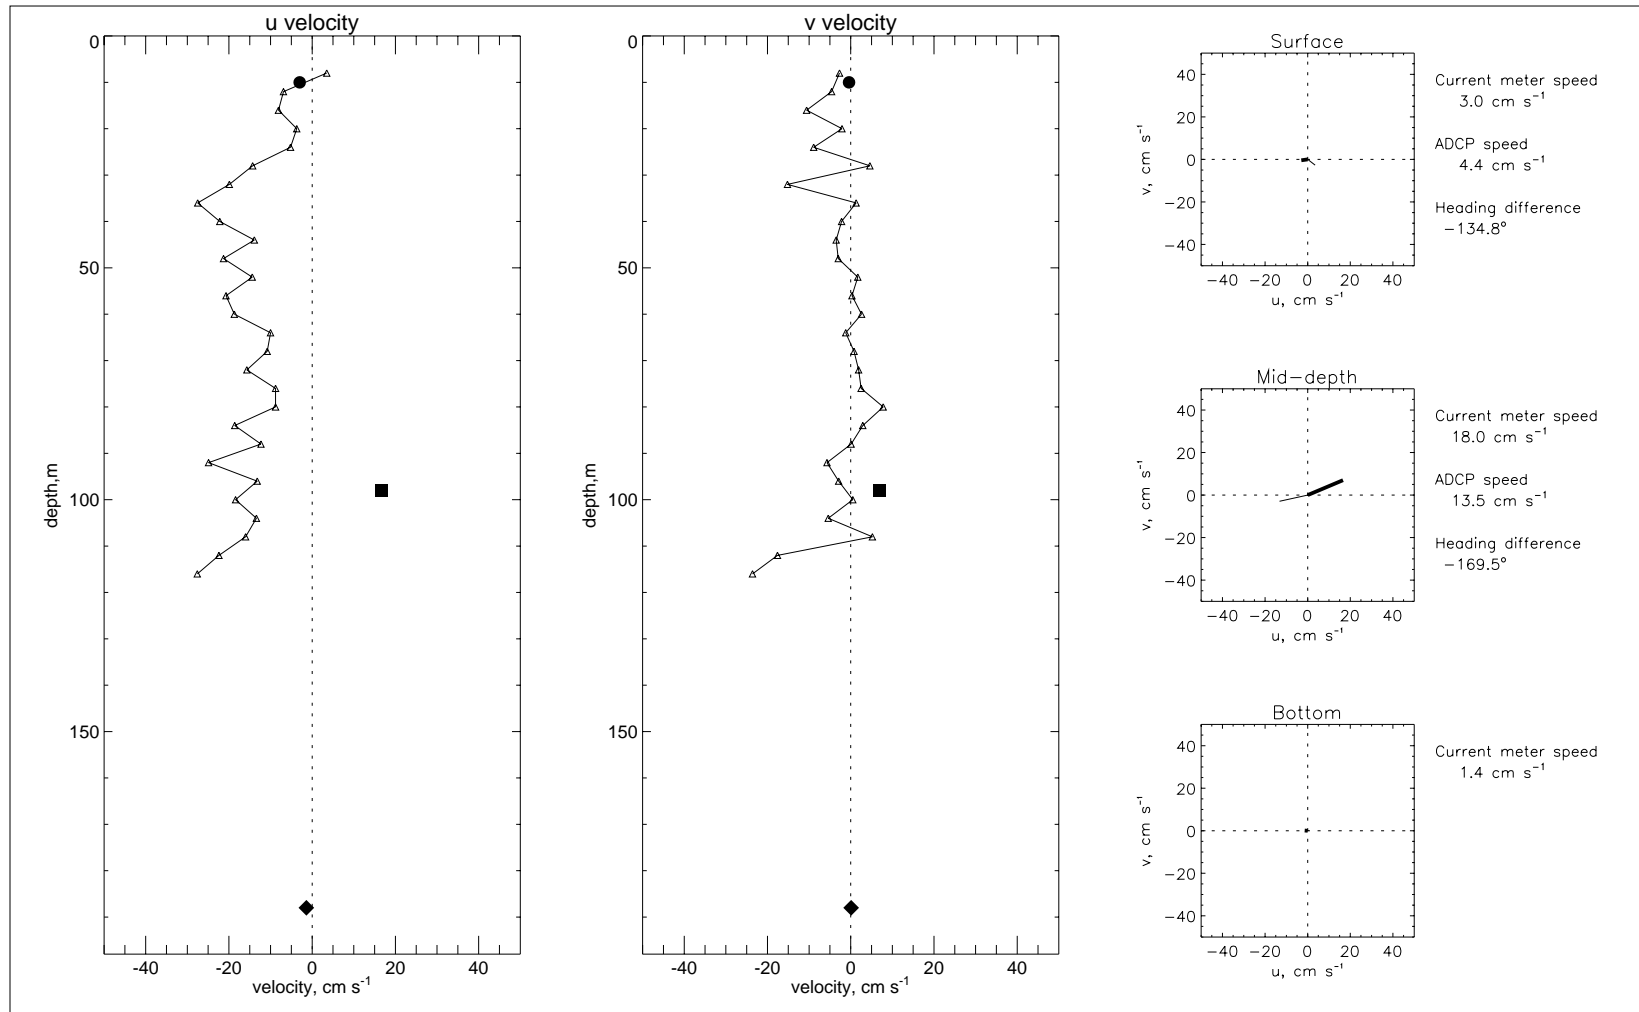 u velocity
0
50
100
150
depth,m
-40 -20 0 20 40
velocity, cm s⁻¹
v velocity
0
50
100
150
depth,m
-40 -20 0 20 40
velocity, cm s⁻¹
Surface
40
20
0
−20
−40
v, cm s⁻¹
−40 −20 0 20 40
u, cm s⁻¹
Current meter speed
3.0 cm s⁻¹
ADCP speed
4.4 cm s⁻¹
Heading difference
−134.8°
Mid−depth
40
20
0
−20
−40
v, cm s⁻¹
−40 −20 0 20 40
u, cm s⁻¹
Current meter speed
18.0 cm s⁻¹
ADCP speed
13.5 cm s⁻¹
Heading difference
−169.5°
Bottom
40
20
0
−20
−40
v, cm s⁻¹
−40 −20 0 20 40
u, cm s⁻¹
Current meter speed
1.4 cm s⁻¹